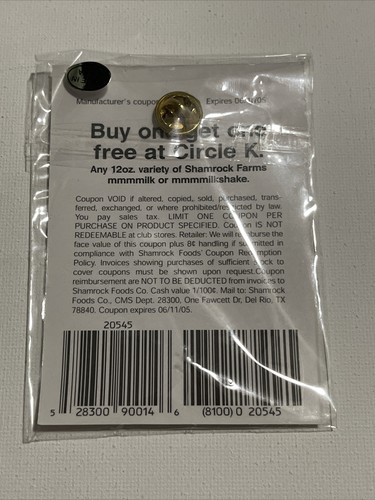 Manufacturer's coupon Expires 06/11/05
Buy one get one
free at Circle K.
Any 12oz. variety of Shamrock Farms
mmmmilk or mmmmilkshake.
Coupon VOID if altered, copied, sold, purchased, trans-
ferred, exchanged, or where prohibited/restricted by law.
You pay sales tax. LIMIT ONE COUPON PER
PURCHASE ON PRODUCT SPECIFIED. Coupon IS NOT
REDEEMABLE at club stores. Retailer: We will reimburse the
face value of this coupon plus 8¢ handling if submitted in
compliance with Shamrock Foods' Coupon Redemption
Policy. Invoices showing purchases of sufficient stock to
cover coupons must be shown upon request. Coupon
reimbursement are NOT TO BE DEDUCTED from invoices to
Shamrock Foods Co. Cash value 1/100¢. Mail to: Shamrock
Foods Co., CMS Dept. 28300, One Fawcett Dr, Del Rio, TX
78840. Coupon expires 06/11/05.
20545
5 28300 90014 6 (8100) 0 20545